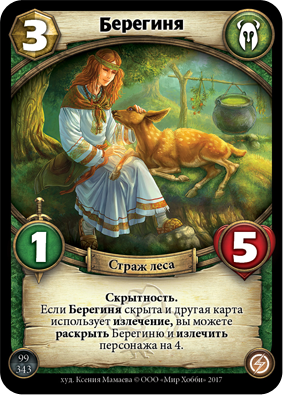 3
Берегиня
1
Страж леса
5
Скрытность.
Если Берегиня скрыта и другая карта
использует излечение, вы можете
раскрыть Берегиню и излечить
персонажа на 4.
99
343
худ. Ксения Мамаева © ООО «Мир Хобби» 2017